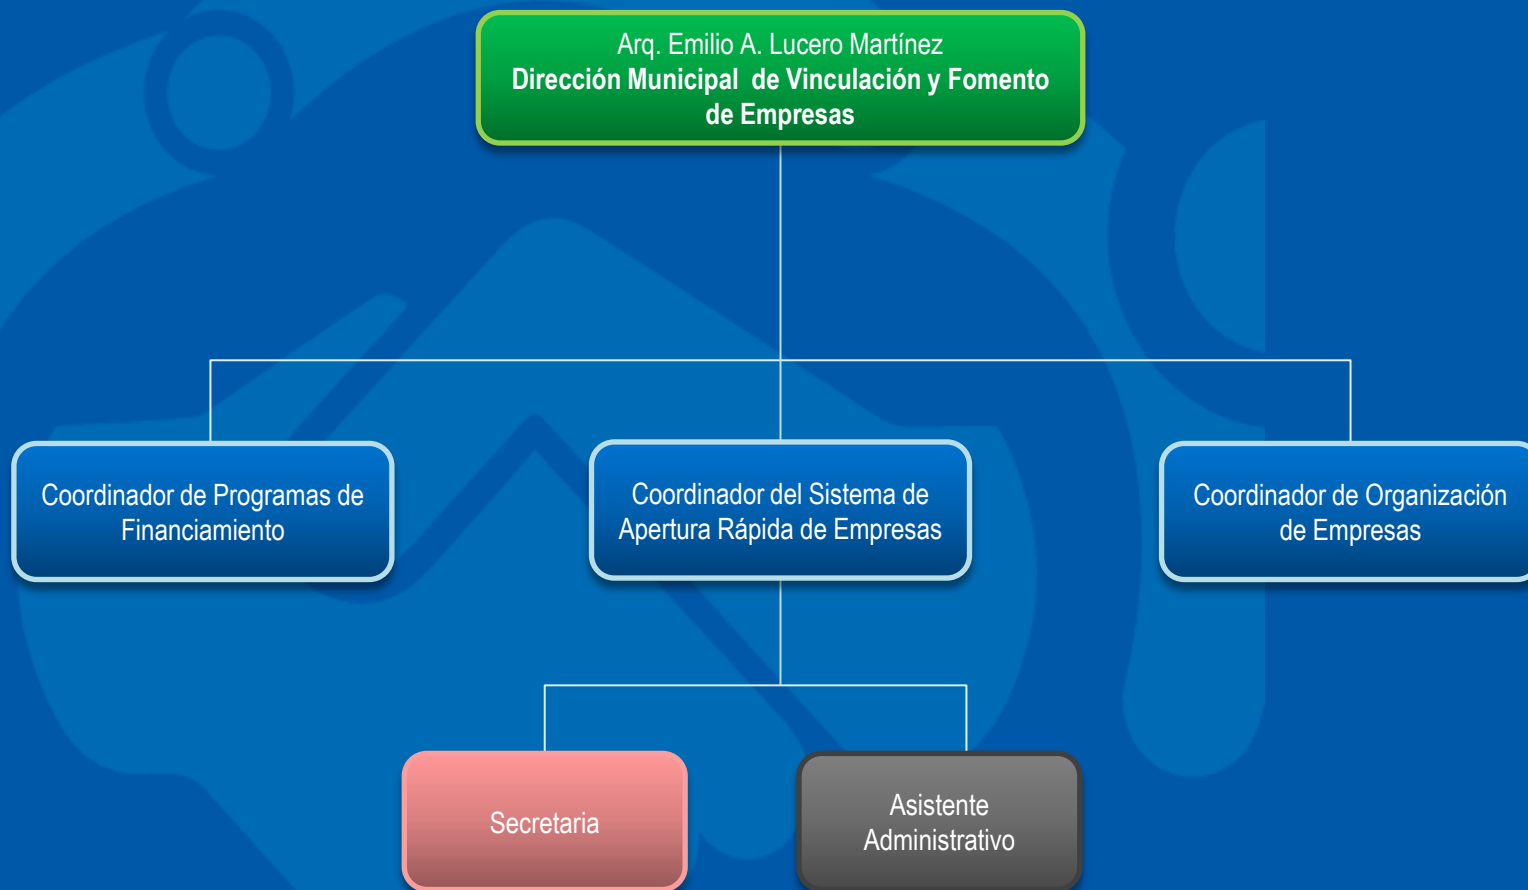 Arq. Emilio A. Lucero Martínez
Dirección Municipal de Vinculación y Fomento
de Empresas
Coordinador de Programas de
Financiamiento
Coordinador del Sistema de
Apertura Rápida de Empresas
Coordinador de Organización
de Empresas
Secretaria
Asistente
Administrativo